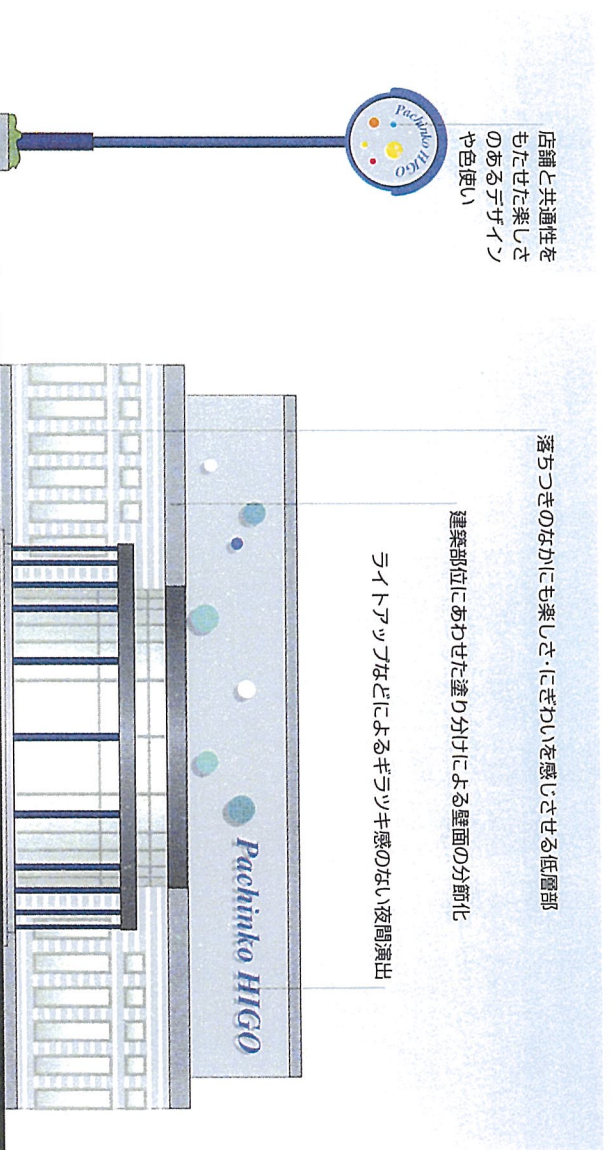 店舗と共通性を
もたせた楽しさ
のあるデザイン
や色使い
Pachinko HIGO
落ちつきのなかにも楽しさ・にぎわいを感じさせる低層部
建築部位にあわせた塗り分けによる壁面の分節化
ライトアップなどによるギラツキ感のない夜間演出
Pachinko HIGO